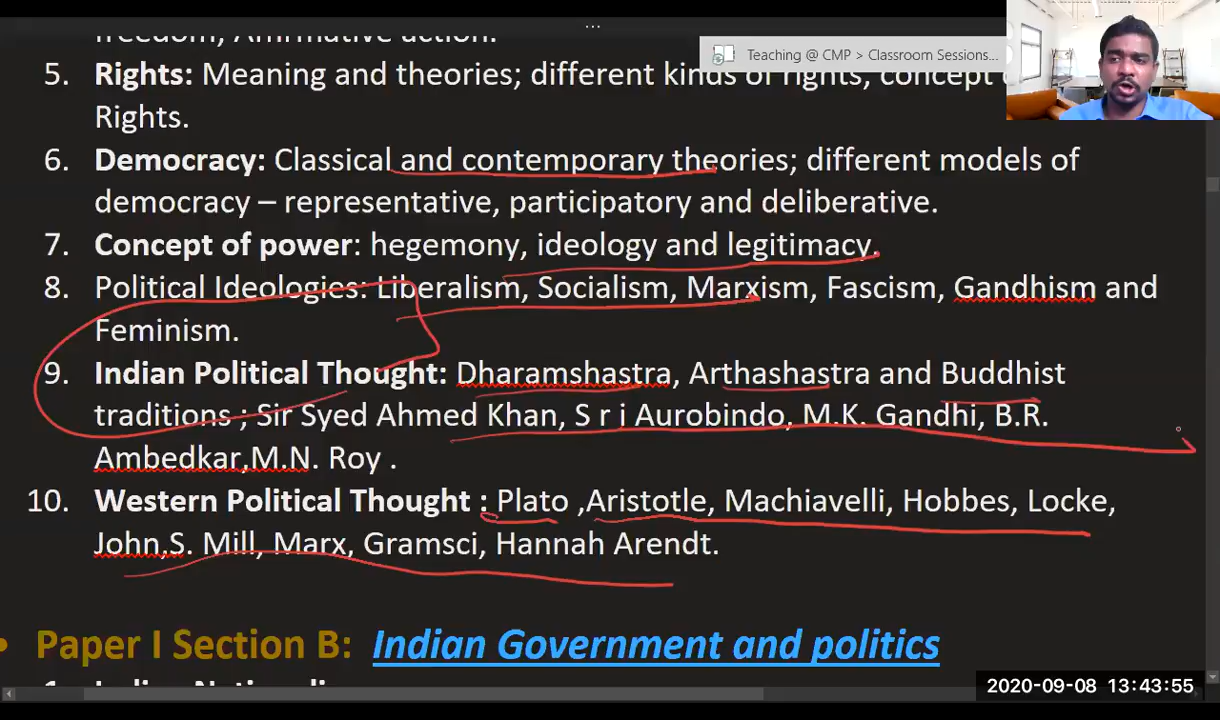 ...
freedom, Affirmative action.
Teaching @ CMP > Classroom Sessions...
5. Rights: Meaning and theories; different kinds of rights, concept
Rights.
6. Democracy: Classical and contemporary theories; different models of
democracy – representative, participatory and deliberative.
7. Concept of power: hegemony, ideology and legitimacy.
8. Political Ideologies: Liberalism, Socialism, Marxism, Fascism, Gandhism and
Feminism.
9. Indian Political Thought: Dharamshastra, Arthashastra and Buddhist
traditions ; Sir Syed Ahmed Khan, S r i Aurobindo, M.K. Gandhi, B.R.
Ambedkar,M.N. Roy .
10. Western Political Thought : Plato ,Aristotle, Machiavelli, Hobbes, Locke,
John,S. Mill, Marx, Gramsci, Hannah Arendt.
• Paper I Section B: Indian Government and politics
2020-09-08 13:43:55